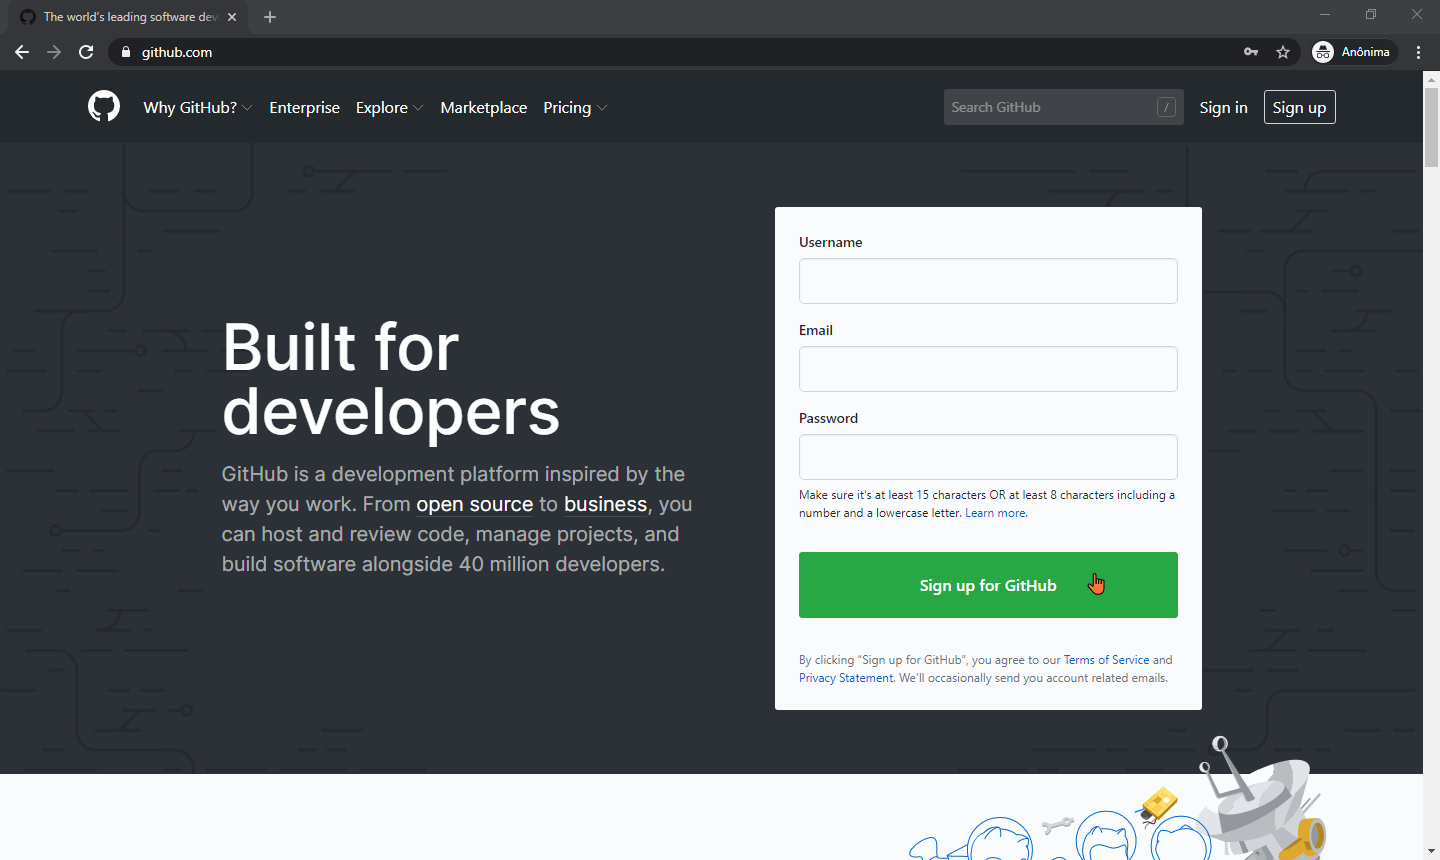 The world's leading software dev
github.com
Anônima
Why GitHub? Enterprise Explore Marketplace Pricing
Search GitHub /
Sign in
Sign up
Built for
developers
GitHub is a development platform inspired by the
way you work. From open source to business, you
can host and review code, manage projects, and
build software alongside 40 million developers.
Username
Email
Password
Make sure it's at least 15 characters OR at least 8 characters including a
number and a lowercase letter. Learn more.
Sign up for GitHub
By clicking “Sign up for GitHub”, you agree to our Terms of Service and
Privacy Statement. We’ll occasionally send you account related emails.